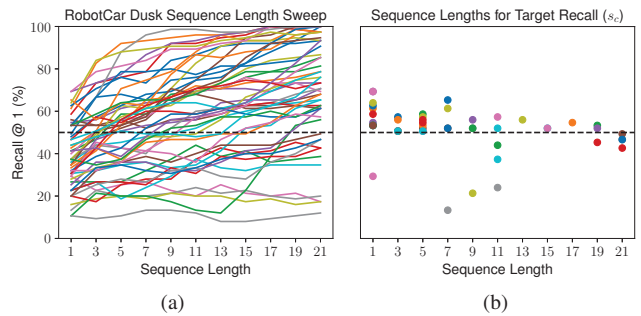 RobotCar Dusk Sequence Length Sweep
Recall @ 1 (%)
100
80
60
40
20
0
1 3 5 7 9 11 13 15 17 19 21
Sequence Length
(a)
Sequence Lengths for Target Recall (s_c)
1 3 5 7 9 11 13 15 17 19 21
Sequence Length
(b)